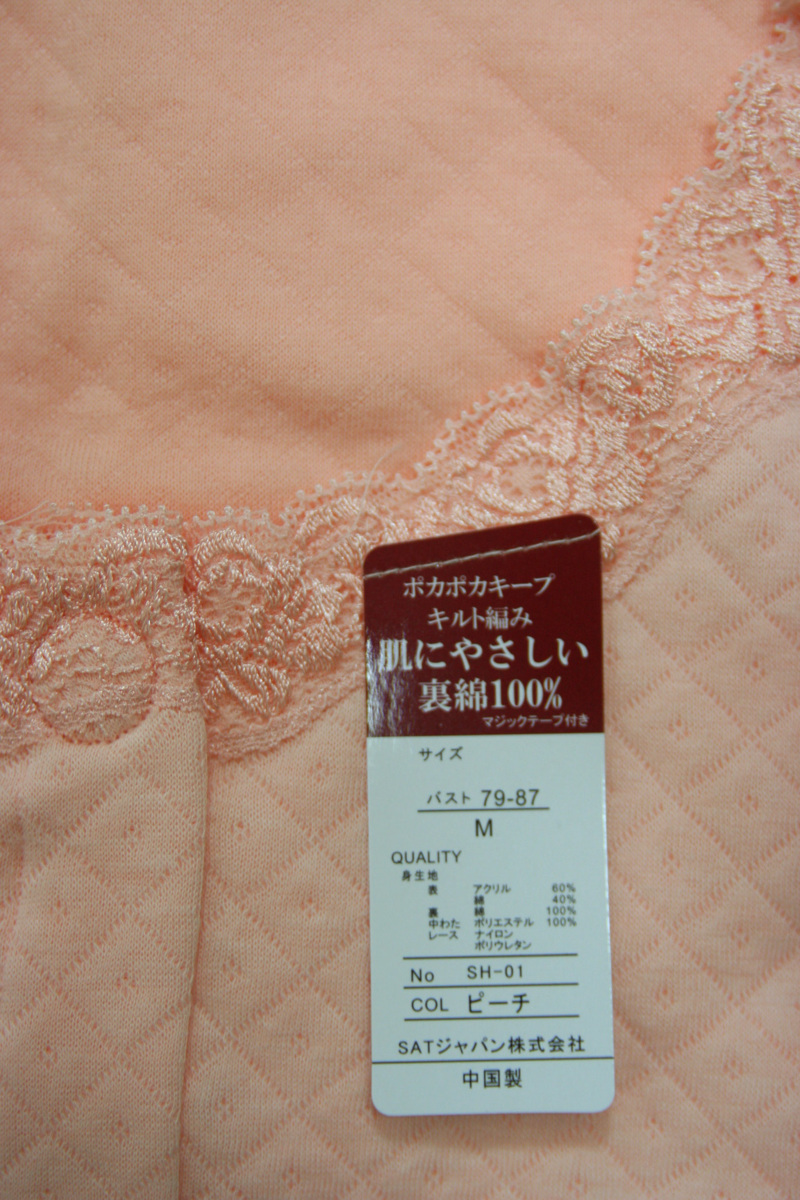 ポカポカキープ
キルト編み
肌にやさしい
裏綿100%
マジックテープ付き
サイズ
バスト 79-87
M
QUALITY
身生地
表 アクリル 60%
綿 40%
裏 綿 100%
中わた ポリエステル 100%
レース ナイロン
ポリウレタン
No SH-01
COL ピーチ
SATジャパン株式会社
中国製